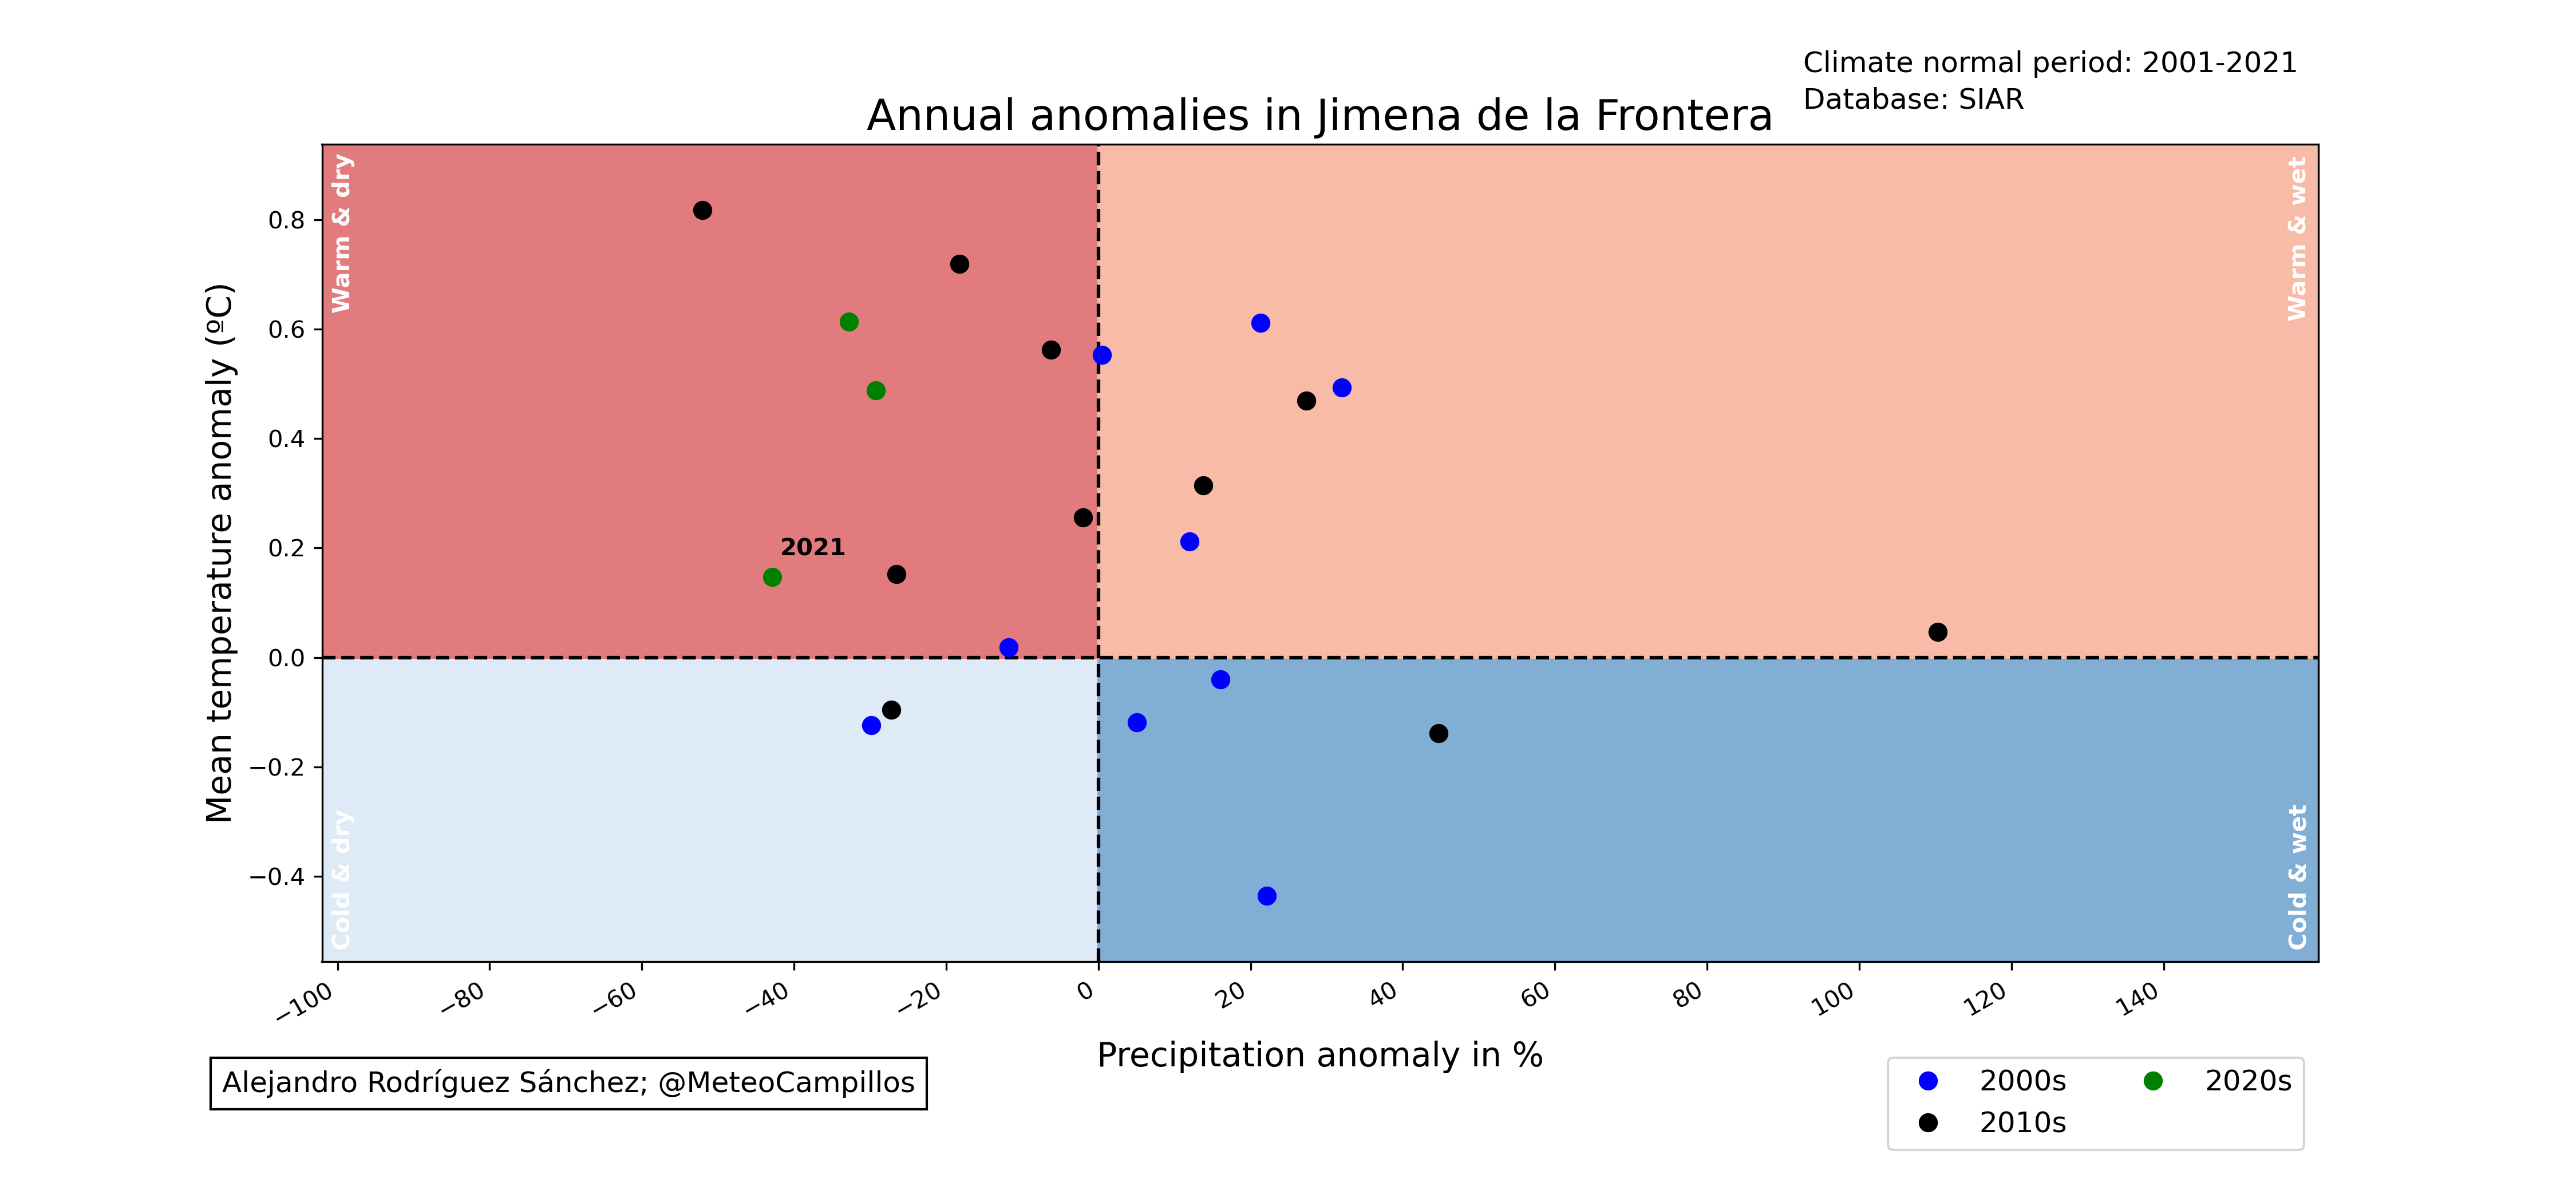 Climate normal period: 2001-2021
Database: SIAR
Annual anomalies in Jimena de la Frontera
Warm & dry
Warm & wet
Mean temperature anomaly (ºC)
0.8
0.6
0.4
0.2
0.0
−0.2
−0.4
2021
Cold & dry
Cold & wet
−100
−80
−60
−40
−20
0
20
40
60
80
100
120
140
Precipitation anomaly in %
Alejandro Rodríguez Sánchez; @MeteoCampillos
2000s
2010s
2020s